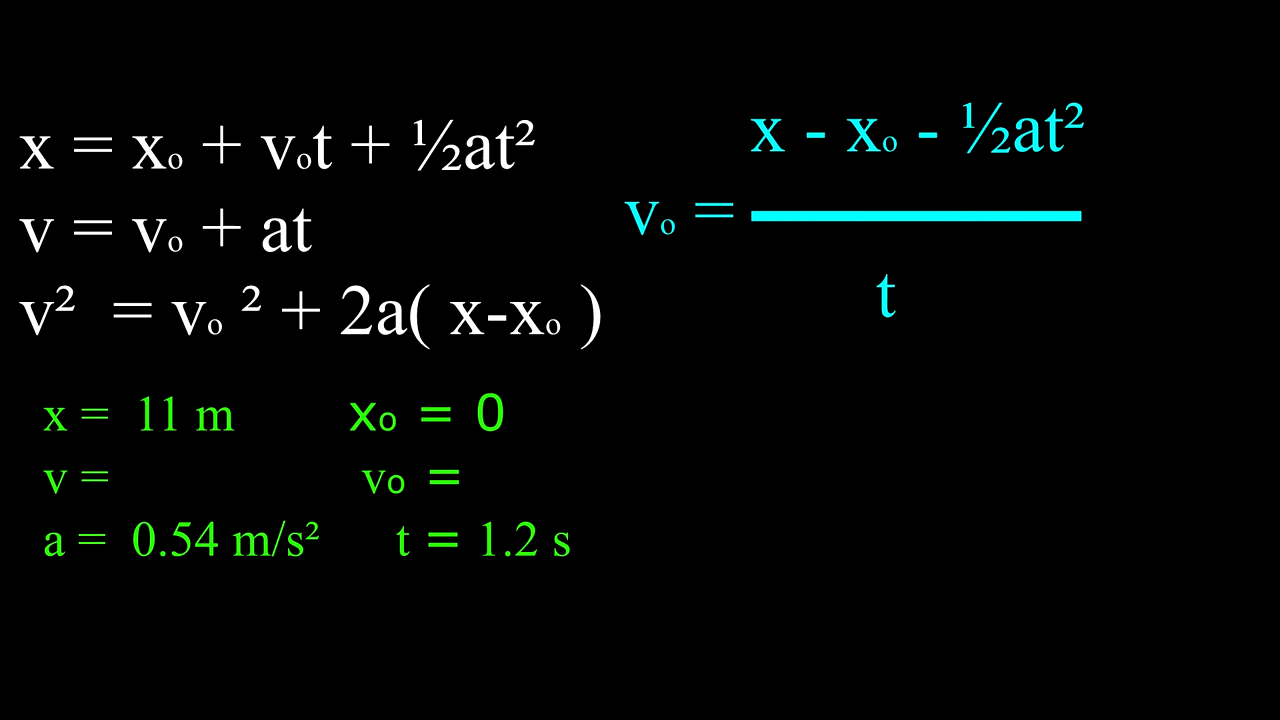 x = xₒ + vₒt + ½at²
v = vₒ + at
v² = vₒ ² + 2a( x-xₒ )
x - xₒ - ½at²
vₒ =
t
x = 11 m xₒ = 0
v = vₒ =
a = 0.54 m/s² t = 1.2 s